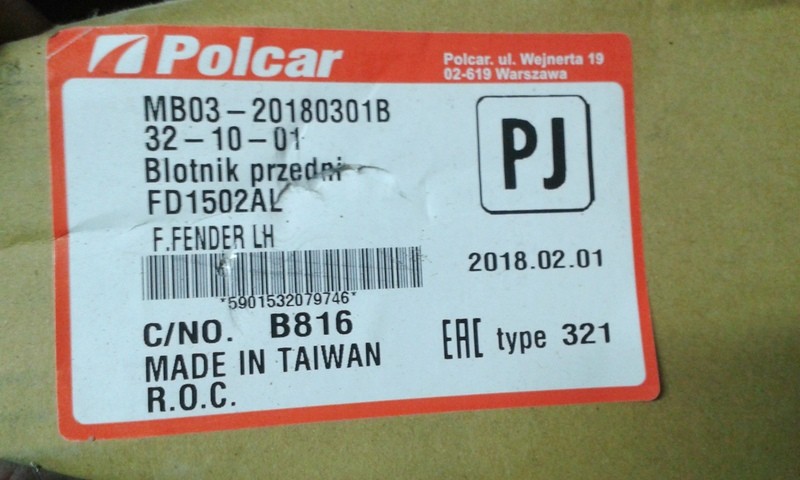 Polcar
Polcar. ul. Wejnerta 19
02-619 Warszawa
MB03-20180301B
32-10-01
Blotnik przedni
FD1502AL
PJ
F.FENDER LH
2018.02.01
*5901532079746*
C/NO. B816
EAC type 321
MADE IN TAIWAN
R.O.C.